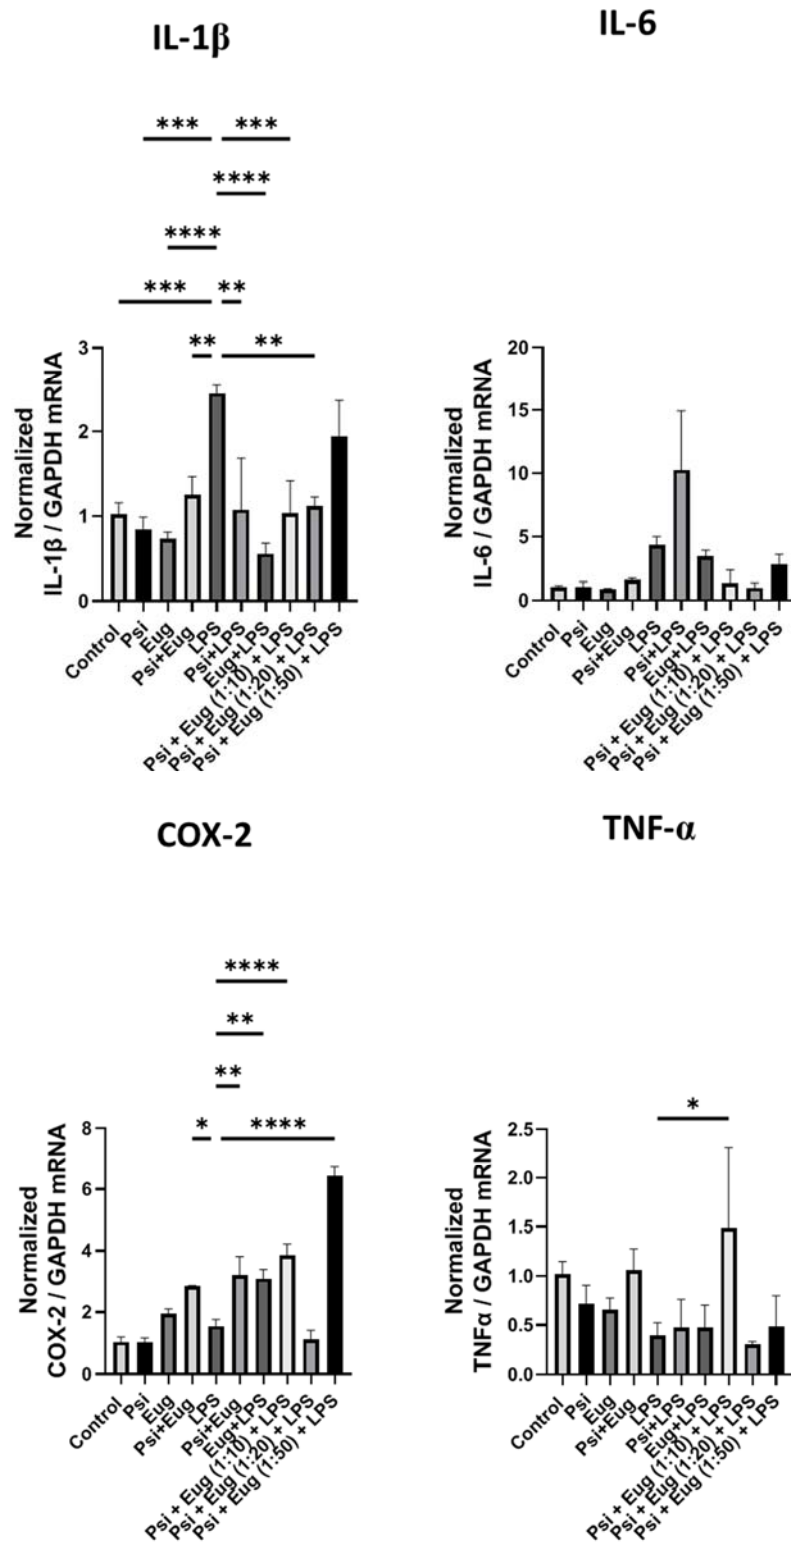 IL-1β
IL-6
*** ***
****
****
*** **
** **
Normalized
IL-1β / GAPDH mRNA
3
2
1
0
Control
Psi
Eug
Psi+Eug
LPS
Psi+LPS
Eug+LPS
Psi + Eug (1:10) + LPS
Psi + Eug (1:20) + LPS
Psi + Eug (1:50) + LPS
Normalized
IL-6 / GAPDH mRNA
20
15
10
5
0
Control
Psi
Eug
Psi+Eug
LPS
Psi+LPS
Eug+LPS
Psi + Eug (1:10) + LPS
Psi + Eug (1:20) + LPS
Psi + Eug (1:50) + LPS
COX-2
TNF-α
****
**
**
* ****
Normalized
COX-2 / GAPDH mRNA
8
6
4
2
0
Control
Psi
Eug
Psi+Eug
LPS
Psi+Eug
Eug+LPS
Psi + Eug (1:10) + LPS
Psi + Eug (1:20) + LPS
Psi + Eug (1:50) + LPS
*
Normalized
TNFα / GAPDH mRNA
2.5
2.0
1.5
1.0
0.5
0.0
Control
Psi
Eug
Psi+Eug
LPS
Psi+LPS
Eug+LPS
Psi + Eug (1:10) + LPS
Psi + Eug (1:20) + LPS
Psi + Eug (1:50) + LPS